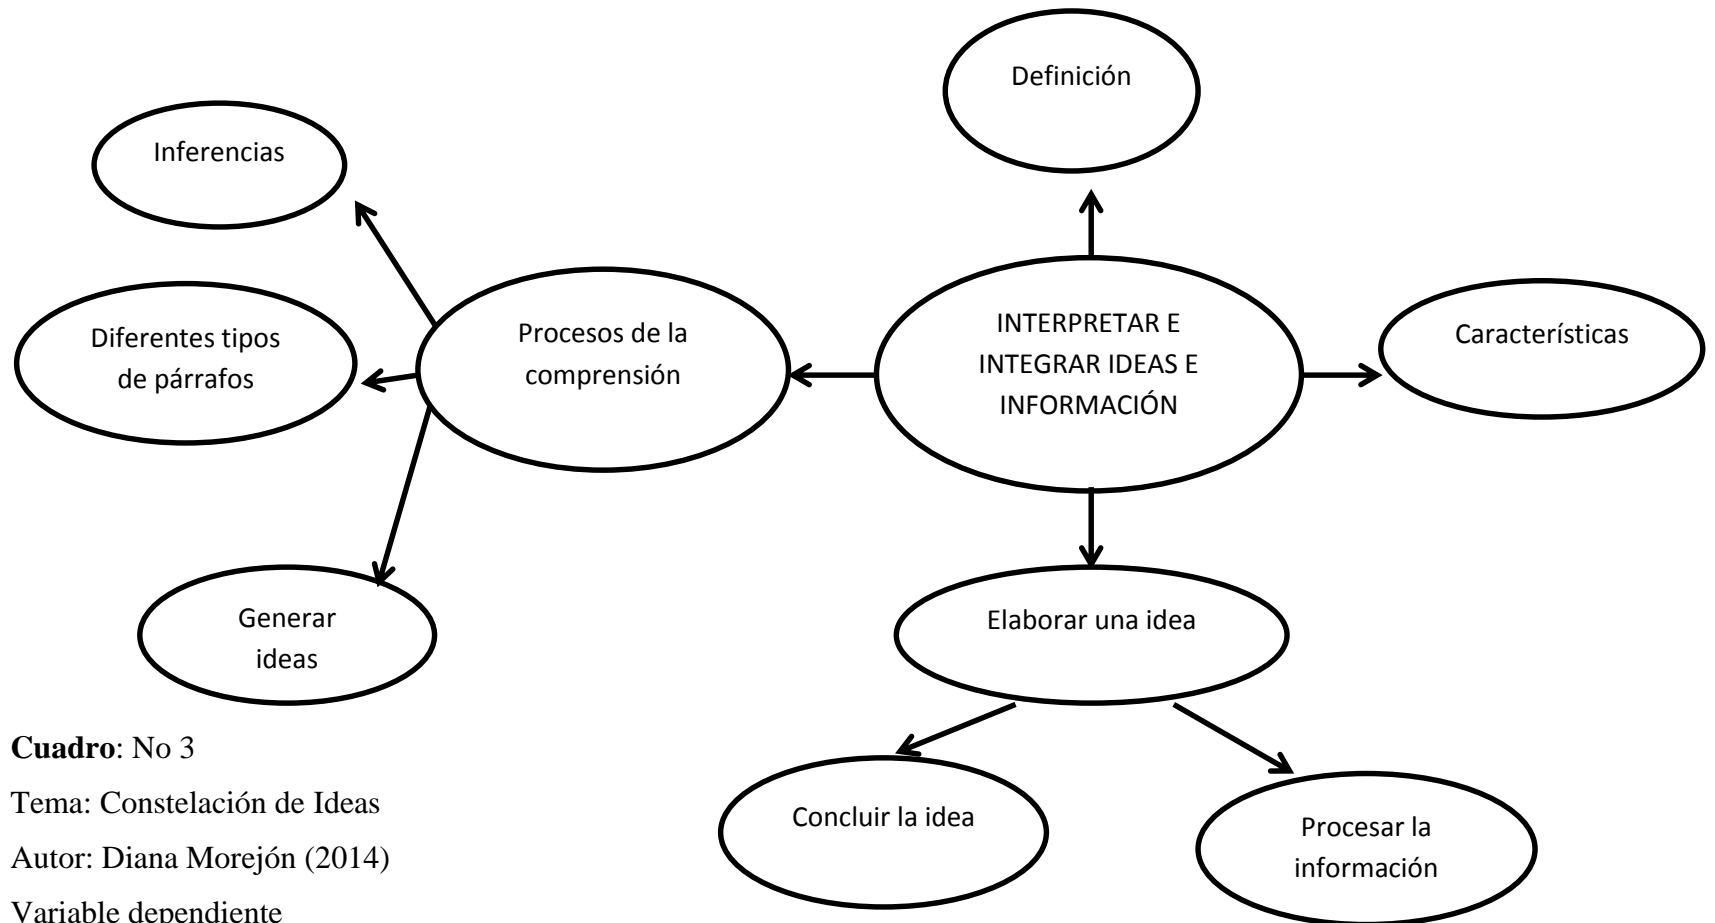 Definición
Inferencias
Diferentes tipos
de párrafos
Procesos de la
comprensión
INTERPRETAR E
INTEGRAR IDEAS E
INFORMACIÓN
Características
Generar
ideas
Elaborar una idea
Concluir la idea
Procesar la
información
Cuadro: No 3
Tema: Constelación de Ideas
Autor: Diana Morejón (2014)
Variable dependiente